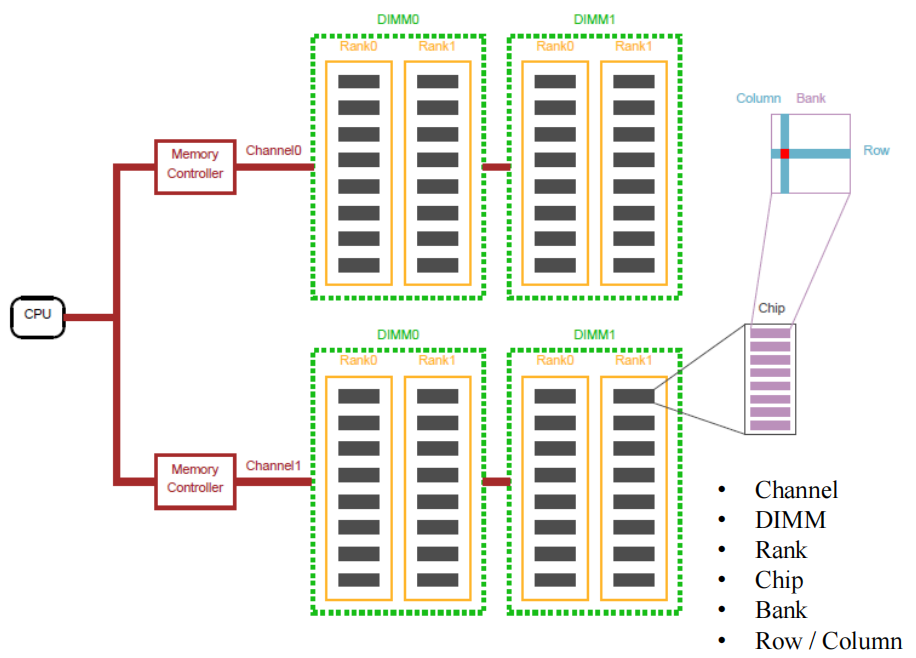 DIMM0
DIMM1
Rank0
Rank1
Rank0
Rank1
Column
Bank
Row
Memory
Controller
Channel0
CPU
Chip
DIMM0
DIMM1
Rank0
Rank1
Rank0
Rank1
Memory
Controller
Channel1
• Channel
• DIMM
• Rank
• Chip
• Bank
• Row / Column